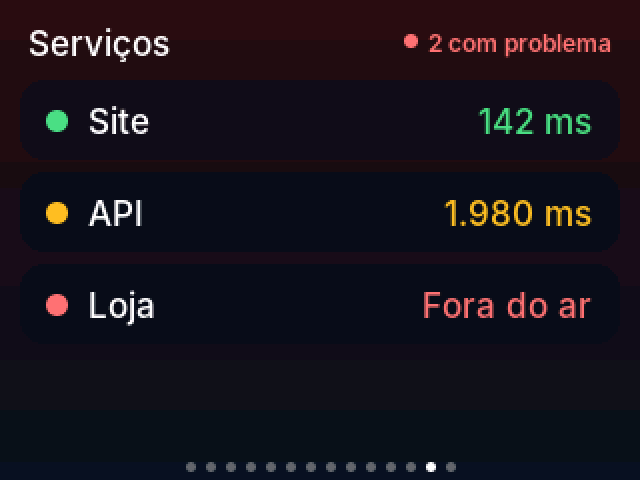 Serviços
2 com problema
Site
142 ms
API
1.980 ms
Loja
Fora do ar